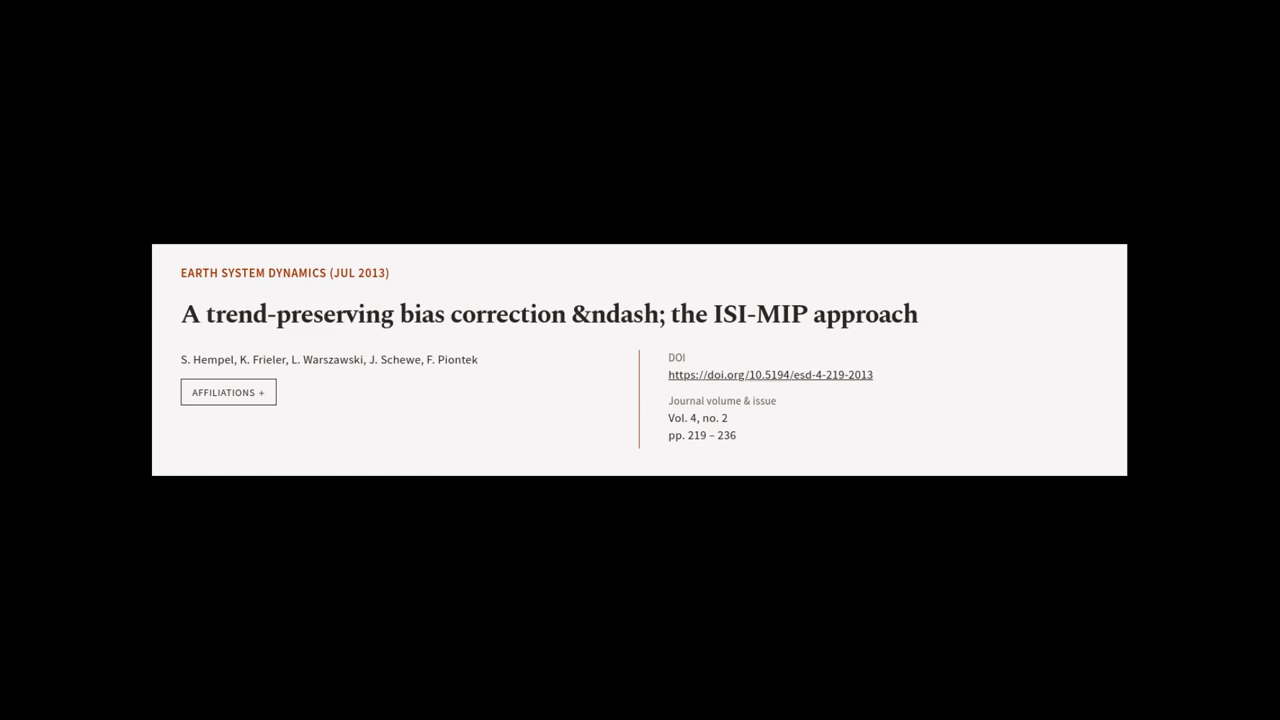 EARTH SYSTEM DYNAMICS (JUL 2013)
A trend-preserving bias correction &ndash; the ISI-MIP approach
S. Hempel, K. Frieler, L. Warszawski, J. Schewe, F. Piontek
AFFILIATIONS +
DOI
https://doi.org/10.5194/esd-4-219-2013
Journal volume & issue
Vol. 4, no. 2
pp. 219 – 236